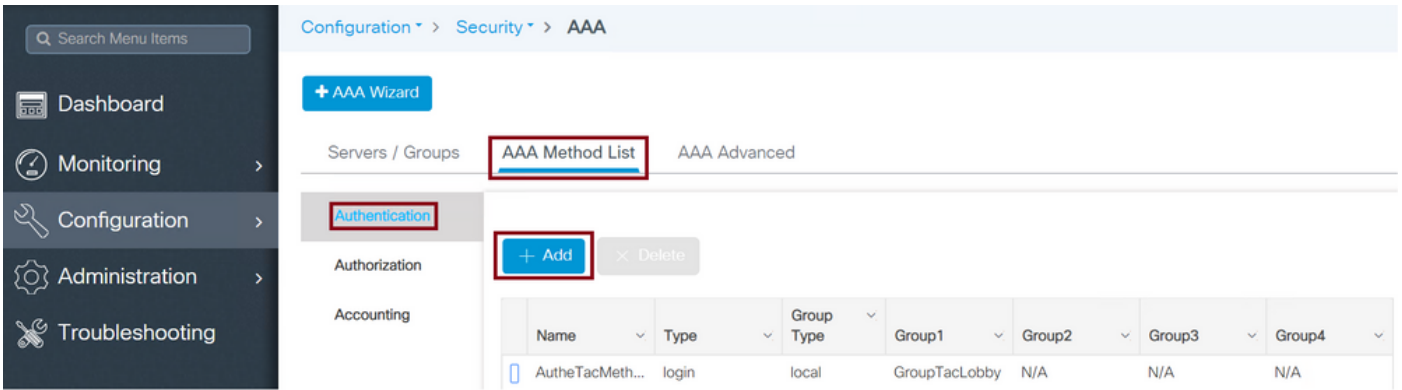 Search Menu Items
Dashboard
Monitoring
Configuration
Administration
Troubleshooting
Configuration > Security > AAA
+ AAA Wizard
Servers / Groups AAA Method List AAA Advanced
Authentication
Authorization
Accounting
+ Add × Delete
Name Type Group Type Group1 Group2 Group3 Group4
AutheTacMeth... login local GroupTacLobby N/A N/A N/A